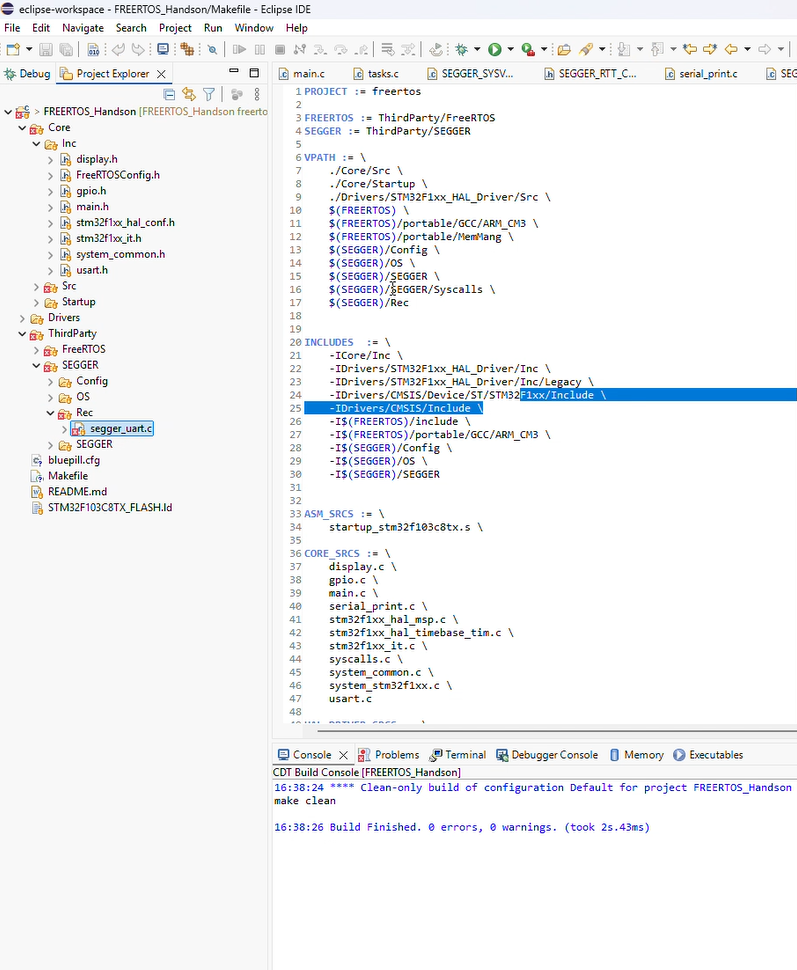 eclipse-workspace - FREERTOS_Handson/Makefile - Eclipse IDE
File Edit Navigate Search Project Run Window Help
Debug Project Explorer
main.c tasks.c SEGGER_SYSV... SEGGER_RTT_C... serial_print.c SEG
> FREERTOS_Handson [FREERTOS_Handson freerto
Core
Inc
display.h
FreeRTOSConfig.h
gpio.h
main.h
stm32f1xx_hal_conf.h
stm32f1xx_it.h
system_common.h
usart.h
Src
Startup
Drivers
ThirdParty
FreeRTOS
SEGGER
Config
OS
Rec
segger_uart.c
SEGGER
bluepill.cfg
Makefile
README.md
STM32F103C8TX_FLASH.ld
1 PROJECT := freertos
2
3 FREERTOS := ThirdParty/FreeRTOS
4 SEGGER := ThirdParty/SEGGER
5
6 VPATH := \
7 ./Core/Src \
8 ./Core/Startup \
9 ./Drivers/STM32F1xx_HAL_Driver/Src \
10 $(FREERTOS) \
11 $(FREERTOS)/portable/GCC/ARM_CM3 \
12 $(FREERTOS)/portable/MemMang \
13 $(SEGGER)/Config \
14 $(SEGGER)/OS \
15 $(SEGGER)/SEGGER \
16 $(SEGGER)/SEGGER/Syscalls \
17 $(SEGGER)/Rec
18
19
20 INCLUDES := \
21 -ICore/Inc \
22 -IDrivers/STM32F1xx_HAL_Driver/Inc \
23 -IDrivers/STM32F1xx_HAL_Driver/Inc/Legacy \
24 -IDrivers/CMSIS/Device/ST/STM32F1xx/Include \
25 -IDrivers/CMSIS/Include \
26 -I$(FREERTOS)/include \
27 -I$(FREERTOS)/portable/GCC/ARM_CM3 \
28 -I$(SEGGER)/Config \
29 -I$(SEGGER)/OS \
30 -I$(SEGGER)/SEGGER
31
32
33 ASM_SRCS := \
34 startup_stm32f103c8tx.s \
35
36 CORE_SRCS := \
37 display.c \
38 gpio.c \
39 main.c \
40 serial_print.c \
41 stm32f1xx_hal_msp.c \
42 stm32f1xx_hal_timebase_tim.c \
43 stm32f1xx_it.c \
44 syscalls.c \
45 system_common.c \
46 system_stm32f1xx.c \
47 usart.c
48
Console Problems Terminal Debugger Console Memory Executables
CDT Build Console [FREERTOS_Handson]
16:38:24 **** Clean-only build of configuration Default for project FREERTOS_Handson
make clean
16:38:26 Build Finished. 0 errors, 0 warnings. (took 2s.43ms)